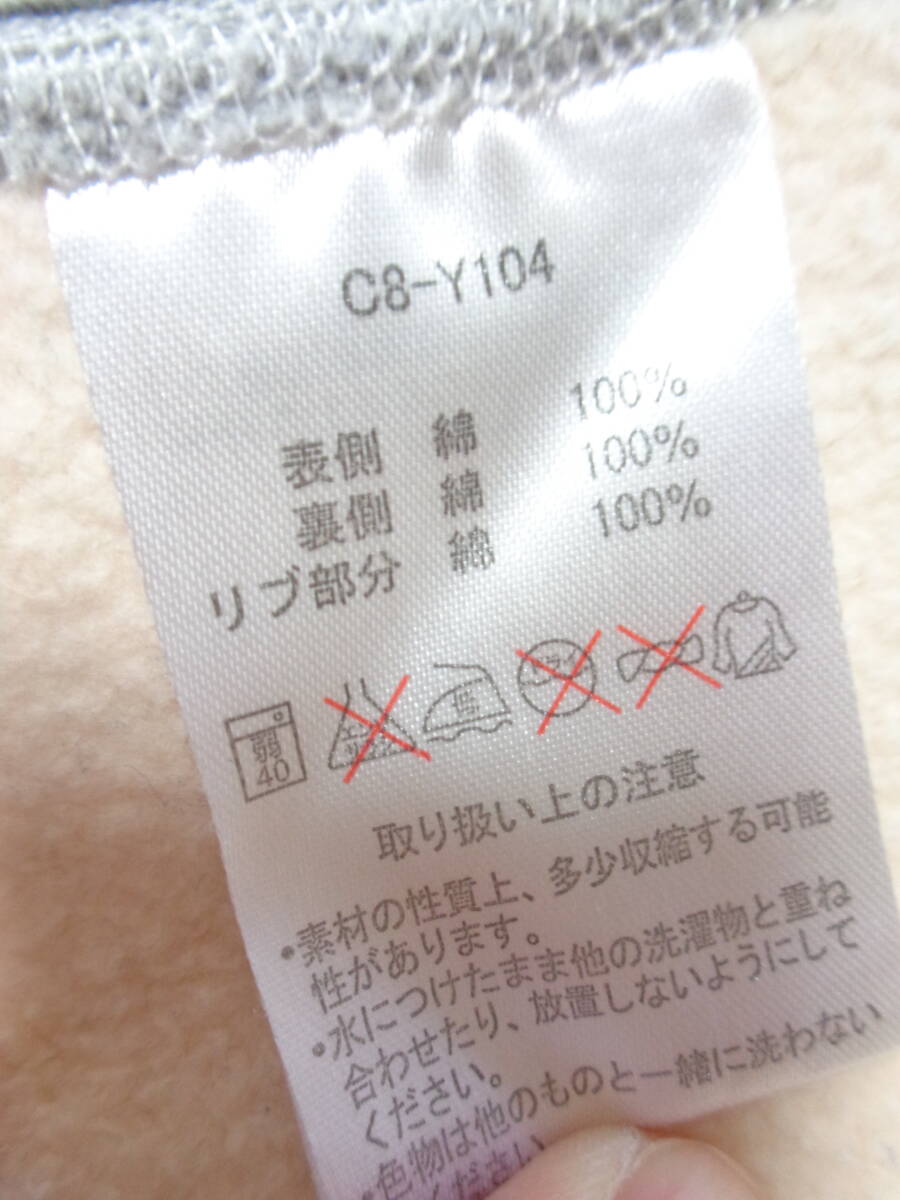 C8-Y104
表側 綿 100%
裏側 綿 100%
リブ部分 綿 100%
弱
40
取り扱い上の注意
・素材の性質上、多少収縮する可能
性があります。
・水につけたまま他の洗濯物と重ね
合わせたり、放置しないようにして
ください。
・色物は他のものと一緒に洗わない
ください